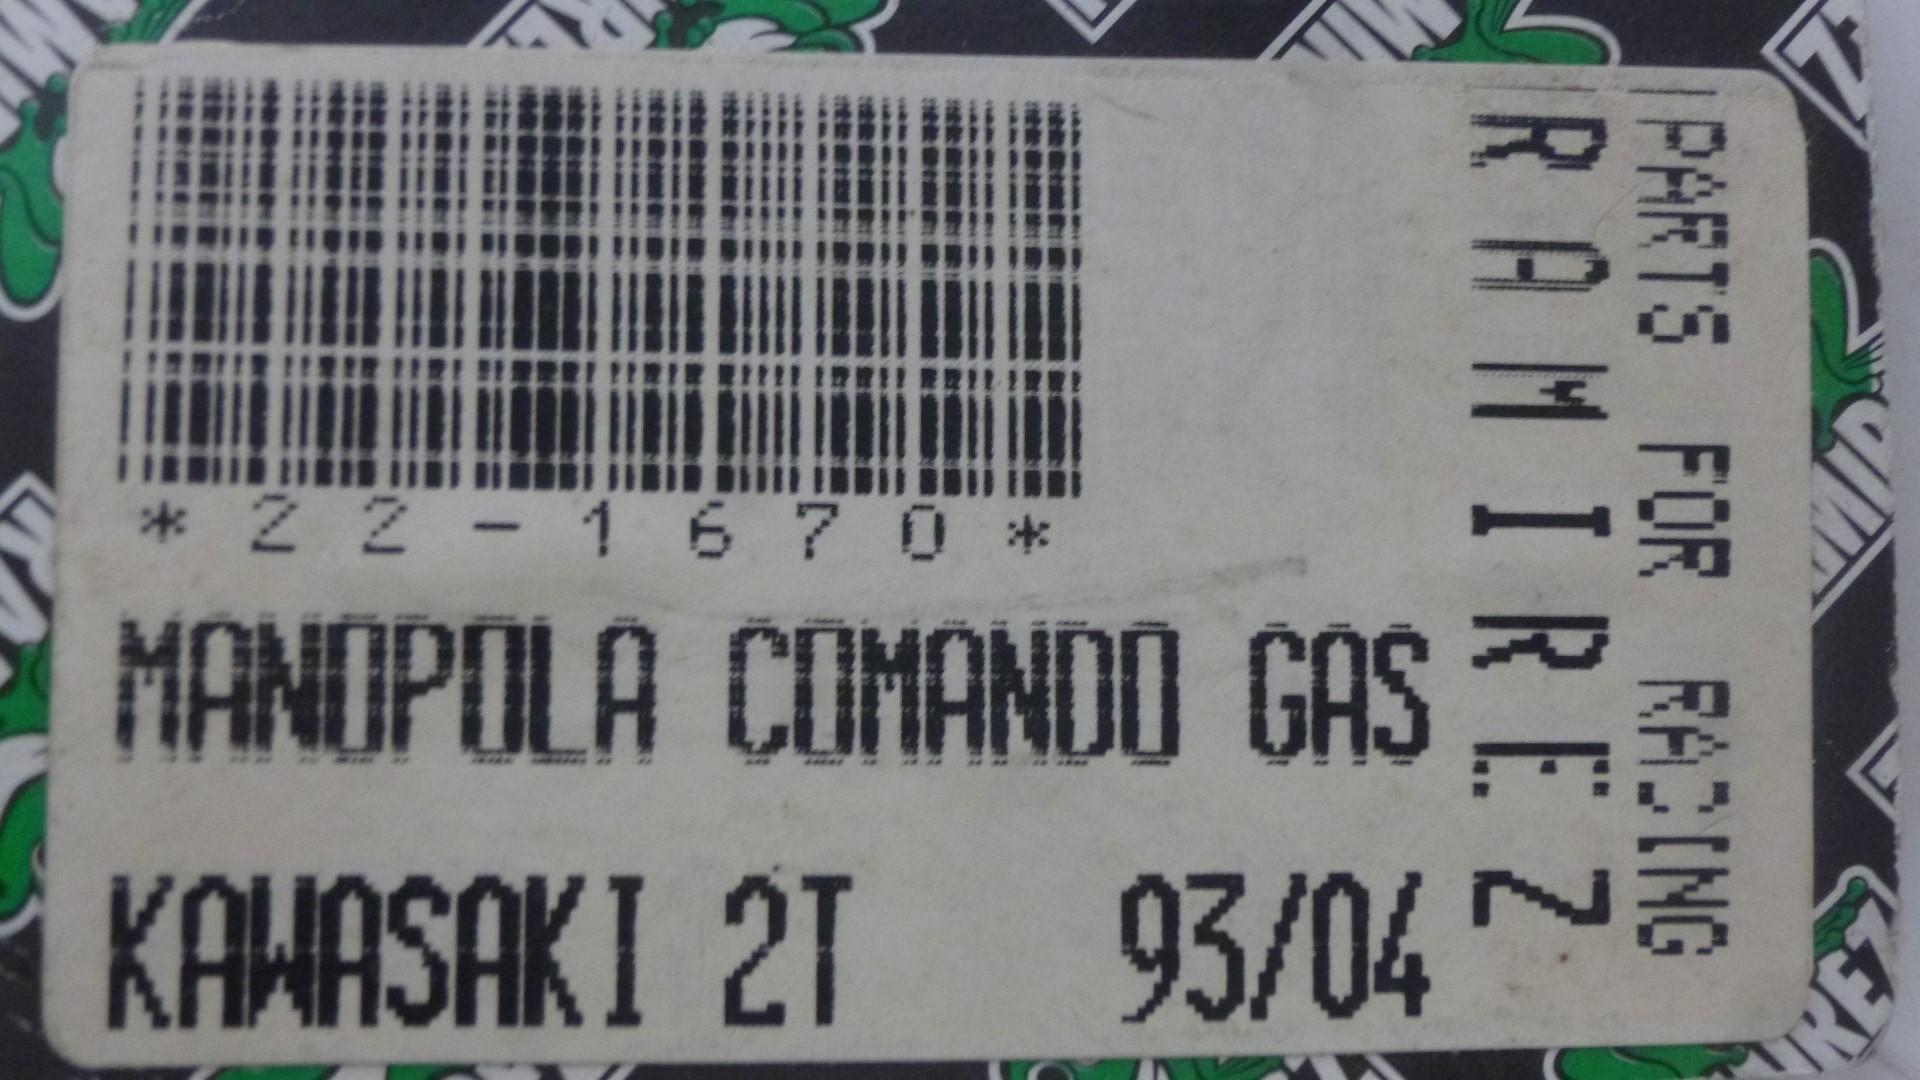 *22-1670*
MANOPOLA COMANDO GAS
KAWASAKI 2T 93/04
RAMIREZ
PARTS FOR RACING